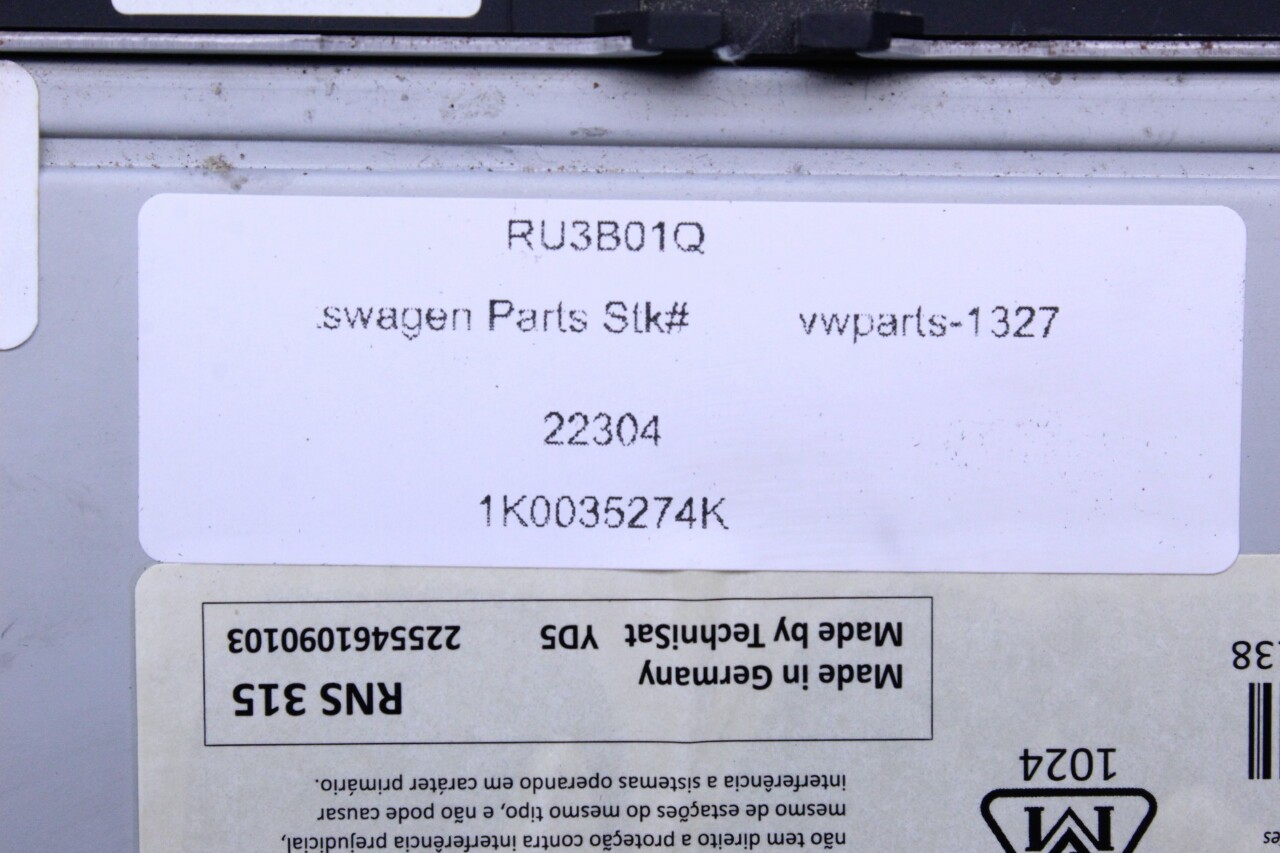 RU3B01Q
swagen Parts Stk# vwparts-1327
22304
1K0035274K
RNS 315
Made in Germany
Made by TechniSat YD5 2255461090103
não tem direito a proteção contra interferência prejudicial,
mesmo de estações do mesmo tipo, e não pode causar
interferência a sistemas operando em caráter primário.
1024
38